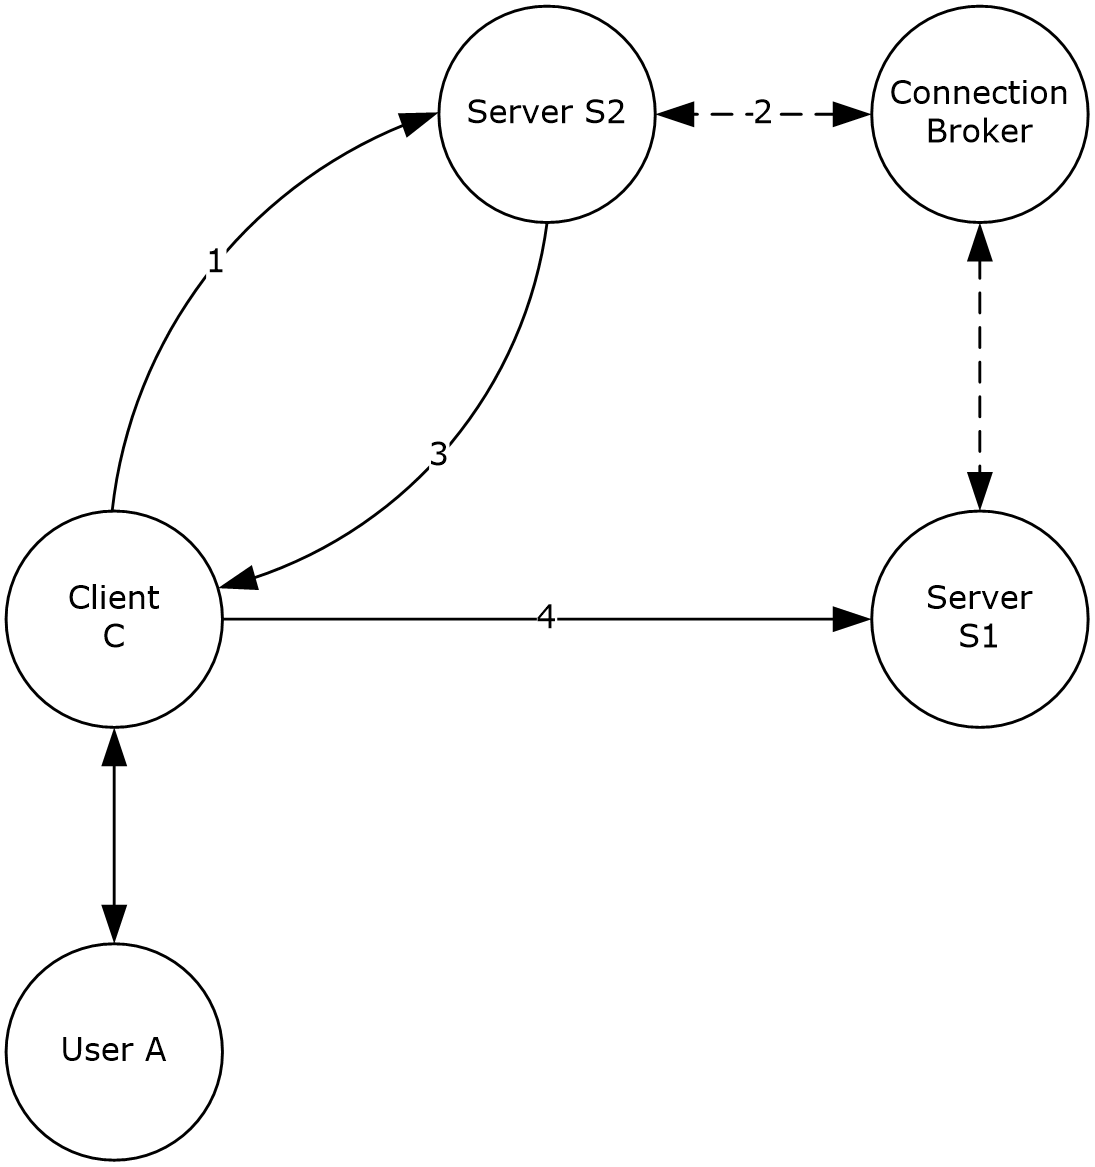 Server S2
2
Connection
Broker
1
3
Client
C
4
Server
S1
User A